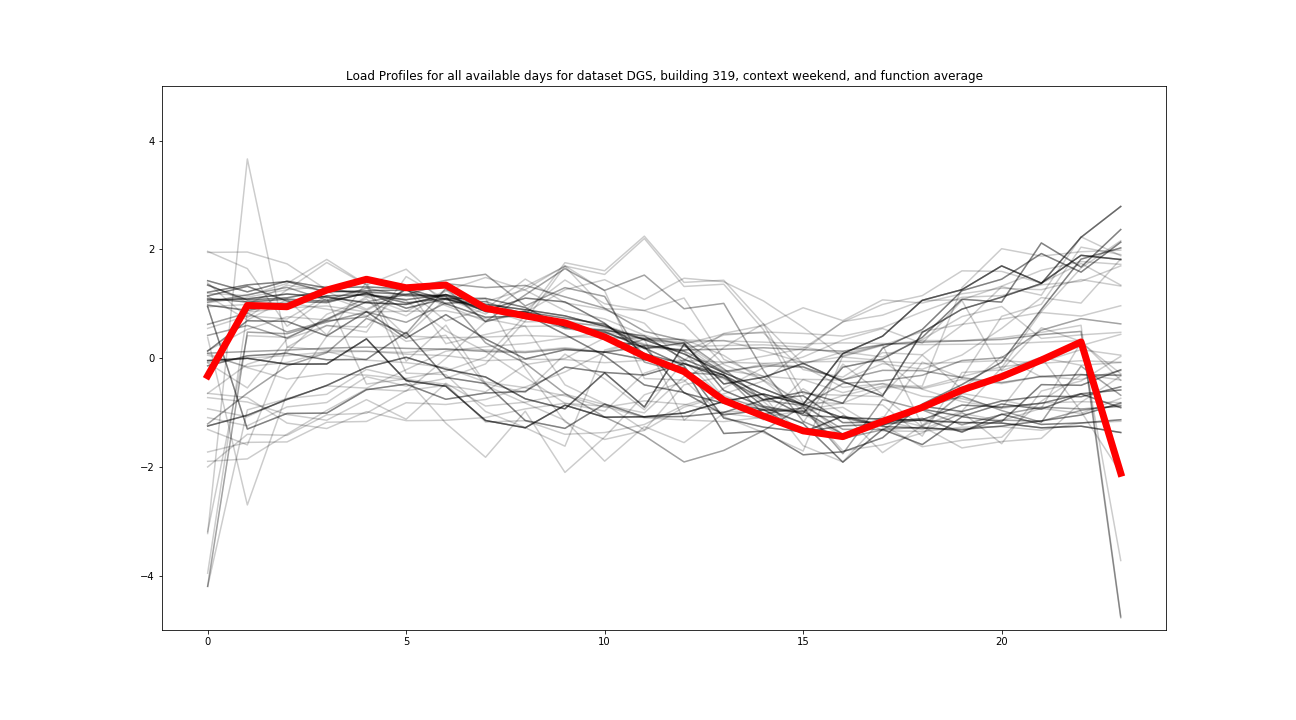 Load Profiles for all available days for dataset DGS, building 319, context weekend, and function average
4
2
0
−2
−4
0 5 10 15 20